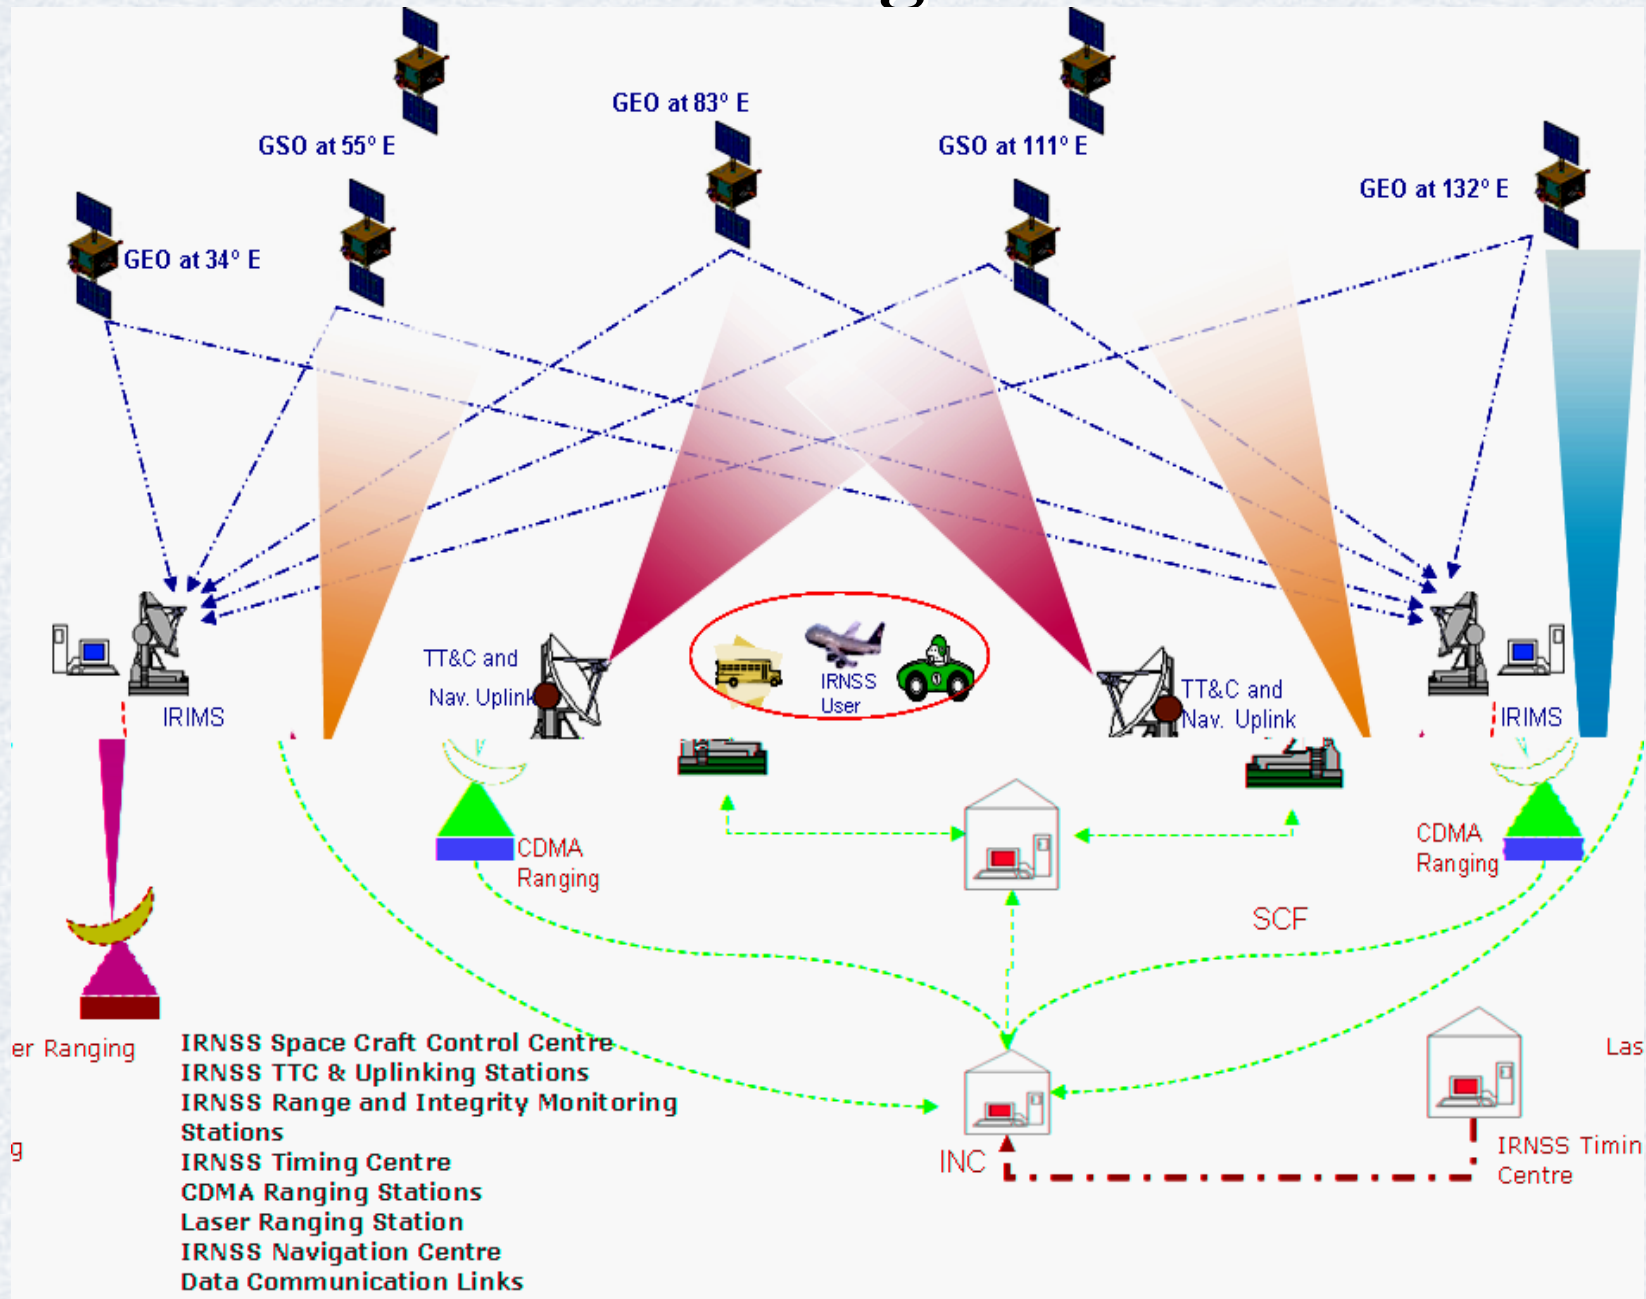 GEO at 83° E
GSO at 55° E
GSO at 111° E
GEO at 132° E
GEO at 34° E
TT&C and
Nav. Uplink
IRNSS
User
TT&C and
Nav. Uplink
IRIMS
IRIMS
CDMA
Ranging
CDMA
Ranging
SCF
er Ranging
Las
IRNSS Space Craft Control Centre
IRNSS TTC & Uplinking Stations
IRNSS Range and Integrity Monitoring
Stations
IRNSS Timing Centre
CDMA Ranging Stations
Laser Ranging Station
IRNSS Navigation Centre
Data Communication Links
g
INC
IRNSS Timin
Centre